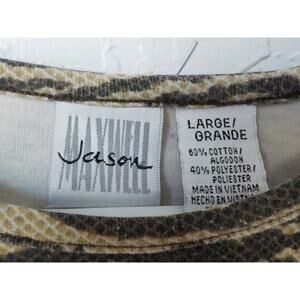 Jason
MAXWELL
LARGE/
GRANDE
60% COTTON/
ALGODON
40% POLYESTER/
POLIESTER
MADE IN VIETNAM
HECHO EN VIETNAM